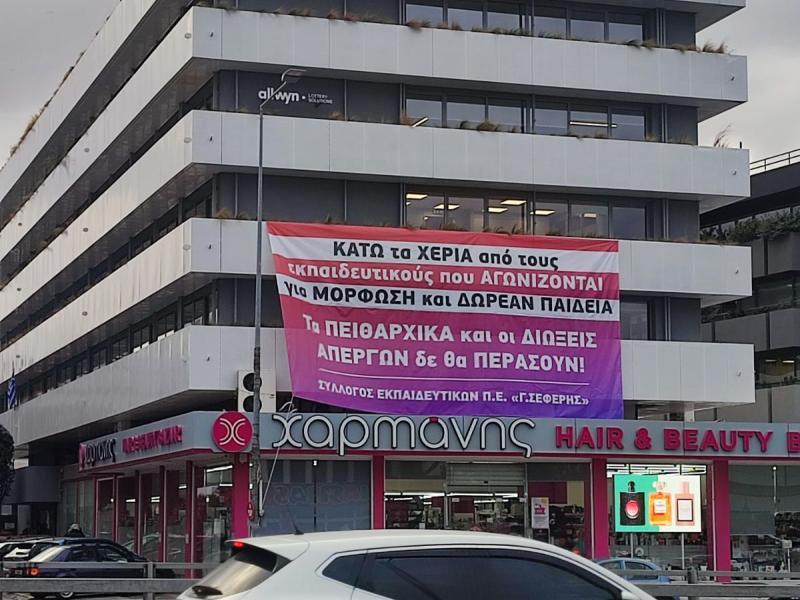 allwyn LOTTERY
SOLUTIONS
ΚΑΤΩ τα ΧΕΡΙΑ από τους
εκπαιδευτικούς που ΑΓΩΝΙΖΟΝΤΑΙ
για ΜΟΡΦΩΣΗ και ΔΩΡΕΑΝ ΠΑΙΔΕΙΑ
Τα ΠΕΙΘΑΡΧΙΚΑ και οι ΔΙΩΞΕΙΣ
ΑΠΕΡΓΩΝ δε θα ΠΕΡΑΣΟΥΝ!
ΣΥΛΛΟΓΟΣ ΕΚΠΑΙΔΕΥΤΙΚΩΝ Π.Ε. «Γ.ΣΕΦΕΡΗΣ»
χαρμάνης HAIR & BEAUTY
χαρμάνης